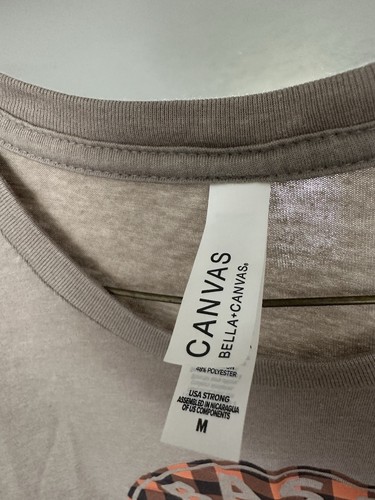 CANVAS
BELLA+CANVAS®
48% POLYESTER
USA STRONG
ASSEMBLED IN NICARAGUA
OF US COMPONENTS
M